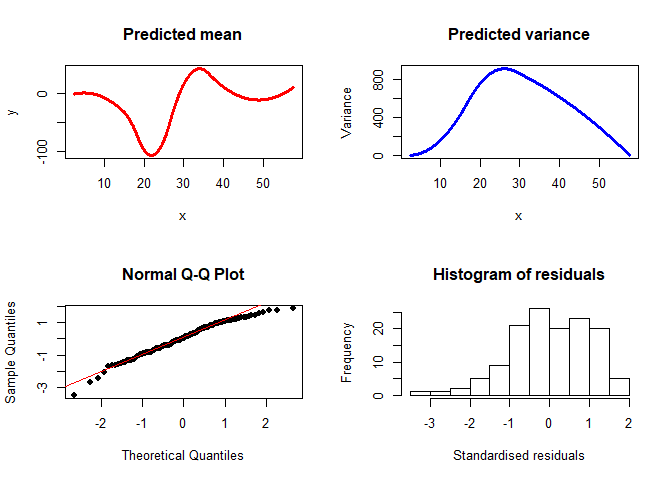 Predicted mean
y
0
-100
10 20 30 40 50
x
Predicted variance
Variance
800
400
0
10 20 30 40 50
x
Normal Q-Q Plot
Sample Quantiles
1
-1
-3
-2 -1 0 1 2
Theoretical Quantiles
Histogram of residuals
Frequency
20
10
0
-3 -2 -1 0 1 2
Standardised residuals